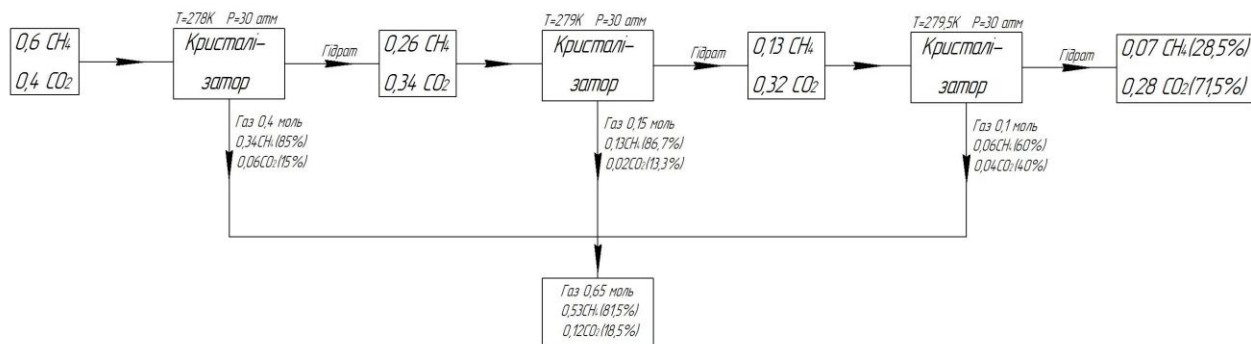 0,6 CH₄
0,4 CO₂
T=278К P=30 атм
Кристалі-
затор
Гідрат
Газ 0,4 моль
0,34CH₄(85%)
0,06CO₂(15%)
0,26 CH₄
0,34 CO₂
T=279К P=30 атм
Кристалі-
затор
Гідрат
Газ 0,15 моль
0,13CH₄(86,7%)
0,02CO₂(13,3%)
0,13 CH₄
0,32 CO₂
T=279,5К P=30 атм
Кристалі-
затор
Гідрат
Газ 0,1 моль
0,06CH₄(60%)
0,04CO₂(40%)
0,07 CH₄(28,5%)
0,28 CO₂(71,5%)
Газ 0,65 моль
0,53CH₄(81,5%)
0,12CO₂(18,5%)